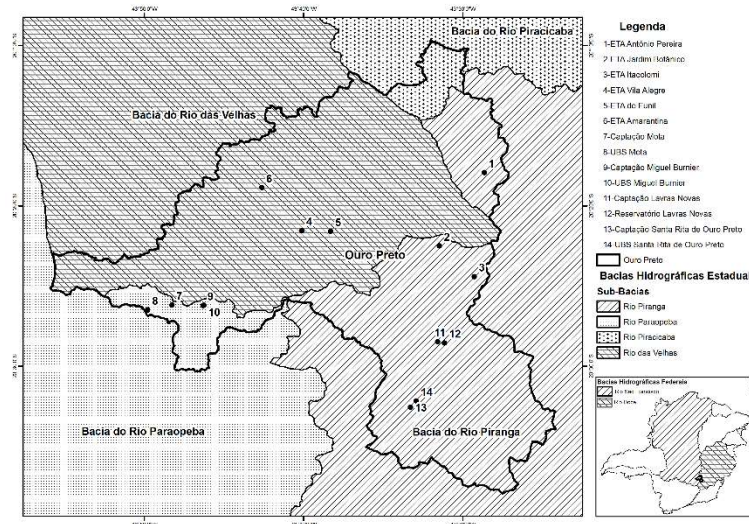 Bacia do Rio Piracicaba
Bacia do Rio das Velhas
1
6
4
5
2
Ouro Preto
3
7
9
8
10
11
12
14
13
Bacia do Rio Paraopeba
Bacia do Rio Piranga
Legenda
1-ETA Antônio Pereira
2 ETA Jardim Botânico
3-ETA Itacolomi
4-ETA Vila Alegre
5 ETA do Funil
6-ETA Amarantina
7-Captação Mota
8-UBS Mota
9-Captação Miguel Burnier
10-UBS Miguel Burnier
11-Captação Lavras Novas
12-Reservatório Lavras Novas
13-Captação Santa Rita de Ouro Preto
14 UBS Santa Rita de Ouro Preto
Ouro Preto
Bacias Hidrográficas Estadual
Sub-Bacias
Rio Piranga
Rio Paraopeba
Rio Piracicaba
Rio das Velhas
Bacias Hidrográficas Federais
Rio Doce